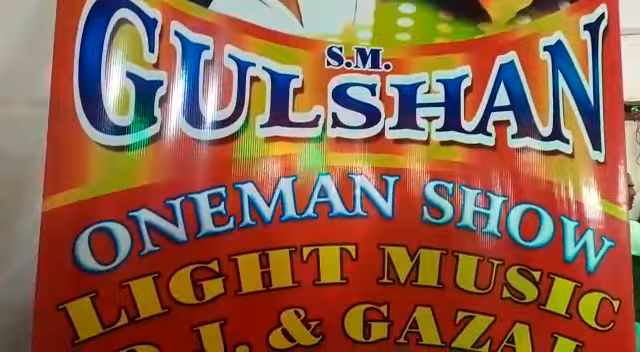 S.M.
GULSHAN
ONEMAN SHOW
LIGHT MUSIC
D.J. & GAZAL